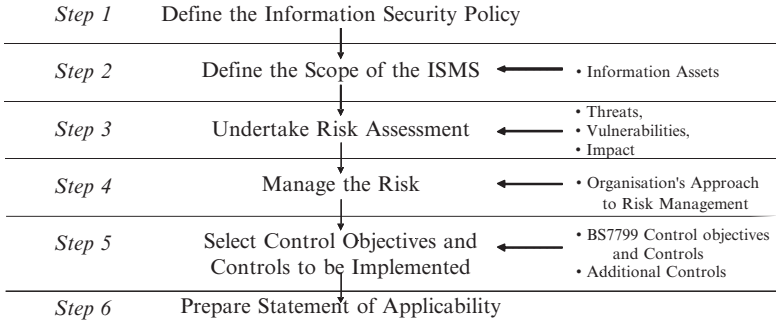 Step 1 Define the Information Security Policy
Step 2 Define the Scope of the ISMS • Information Assets
Step 3 Undertake Risk Assessment • Threats,
• Vulnerabilities,
• Impact
Step 4 Manage the Risk • Organisation's Approach
to Risk Management
Step 5 Select Control Objectives and
Controls to be Implemented
• BS7799 Control objectives
and Controls
• Additional Controls
Step 6 Prepare Statement of Applicability